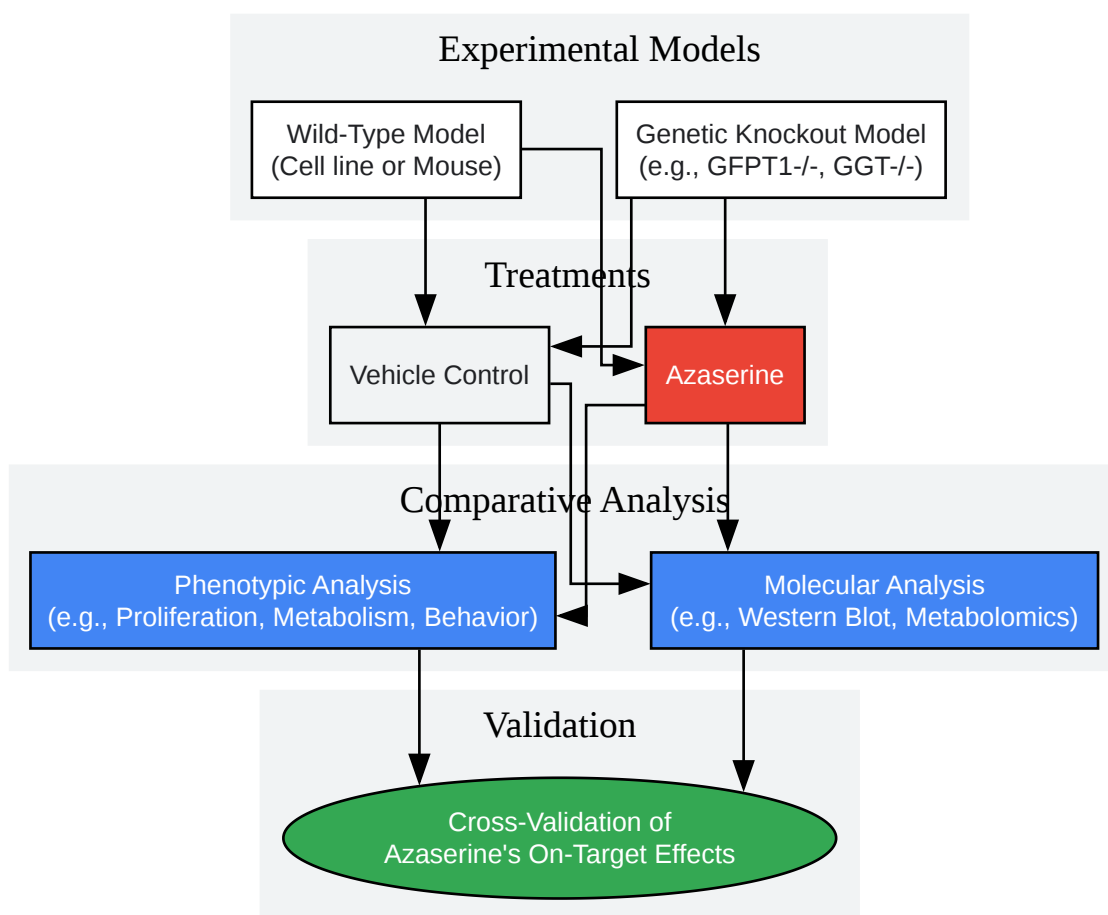 Experimental Models
Wild-Type Model
(Cell line or Mouse)
Genetic Knockout Model
(e.g., GFPT1-/-, GGT-/-)
Treatments
Vehicle Control
Azaserine
Comparative Analysis
Phenotypic Analysis
(e.g., Proliferation, Metabolism, Behavior)
Molecular Analysis
(e.g., Western Blot, Metabolomics)
Validation
Cross-Validation of
Azaserine's On-Target Effects